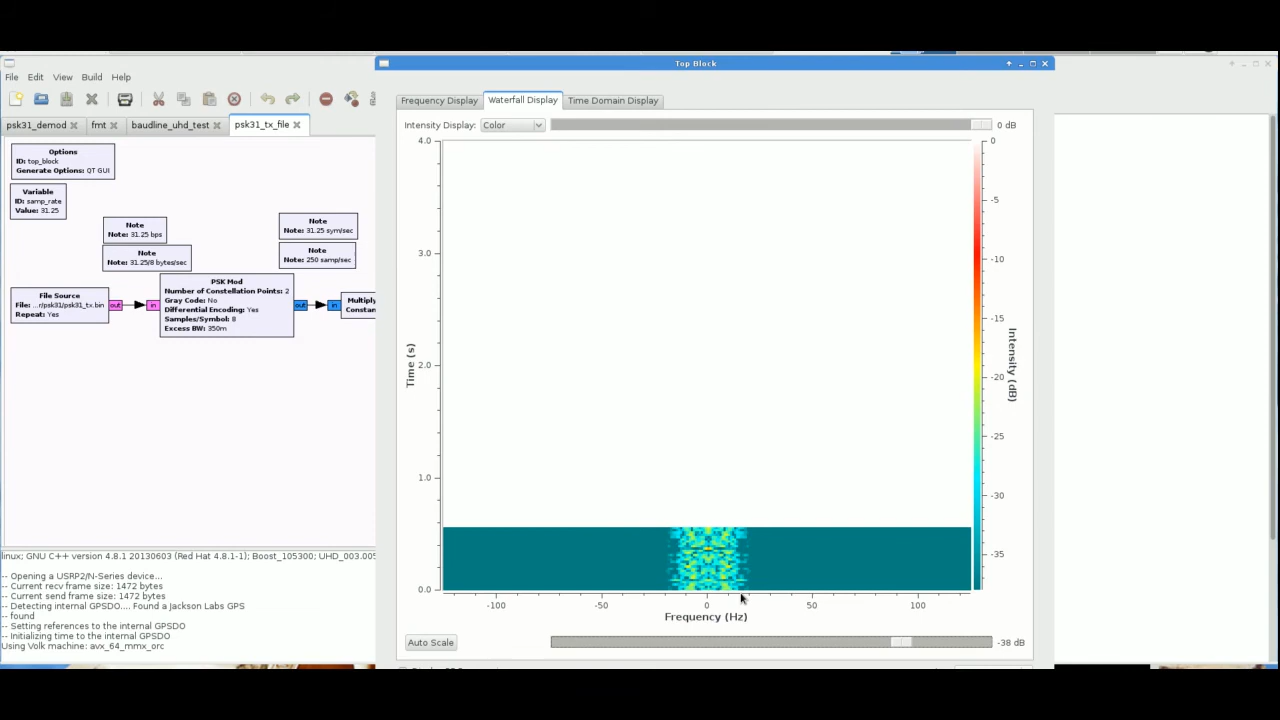 Top Block
File Edit View Build Help
psk31_demod fmt baudline_uhd_test psk31_tx_file
Options
ID: top_block
Generate Options: QT GUI
Variable
ID: samp_rate
Value: 31.25
Note
Note: 31.25 bps
Note
Note: 31.25/8 bytes/sec
Note
Note: 31.25 sym/sec
Note
Note: 250 samp/sec
File Source
File: ...r/psk31/psk31_tx.bin
Repeat: Yes
out
in
PSK Mod
Number of Constellation Points: 2
Gray Code: No
Differential Encoding: Yes
Samples/Symbol: 8
Excess BW: 350m
out
in
Multiply
Constan
linux; GNU C++ version 4.8.1 20130603 (Red Hat 4.8.1-1); Boost_105300; UHD_003.005
-- Opening a USRP2/N-Series device...
-- Current recv frame size: 1472 bytes
-- Current send frame size: 1472 bytes
-- Detecting internal GPSDO.... Found a Jackson Labs GPS
-- found
-- Setting references to the internal GPSDO
-- Initializing time to the internal GPSDO
Using Volk machine: avx_64_mmx_orc
Frequency Display Waterfall Display Time Domain Display
Intensity Display: Color 0 dB
4.0
3.0
2.0
1.0
0.0
Time (s)
-100 -50 0 50 100
Frequency (Hz)
0
-5
-10
-15
-20
-25
-30
-35
Intensity (dB)
Auto Scale -38 dB